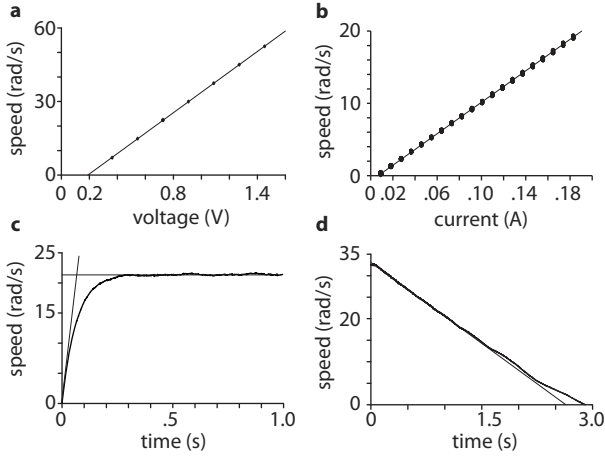 a
60
30
0
speed (rad/s)
0 0.2 0.8 1.4
voltage (V)
b
20
10
0
speed (rad/s)
0.02 .06 .10 .14 .18
current (A)
c
25
15
0
speed (rad/s)
0 .5 1.0
time (s)
d
35
20
0
speed (rad/s)
0 1.5 3.0
time (s)